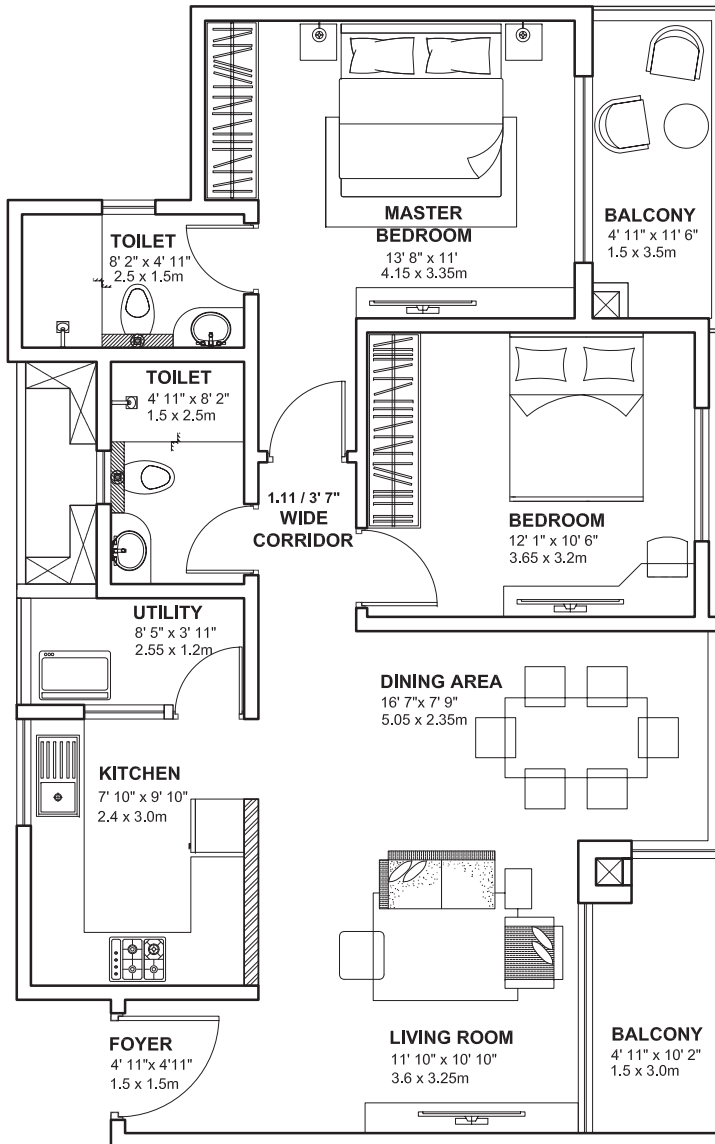 MASTER
BEDROOM
13' 8" x 11'
4.15 x 3.35m
BALCONY
4' 11" x 11' 6"
1.5 x 3.5m
TOILET
8' 2" x 4' 11"
2.5 x 1.5m
TOILET
4' 11" x 8' 2"
1.5 x 2.5m
1.11 / 3' 7"
WIDE
CORRIDOR
BEDROOM
12' 1" x 10' 6"
3.65 x 3.2m
UTILITY
8' 5" x 3' 11"
2.55 x 1.2m
DINING AREA
16' 7"x 7' 9"
5.05 x 2.35m
KITCHEN
7' 10" x 9' 10"
2.4 x 3.0m
FOYER
4' 11"x 4'11"
1.5 x 1.5m
LIVING ROOM
11' 10" x 10' 10"
3.6 x 3.25m
BALCONY
4' 11" x 10' 2"
1.5 x 3.0m